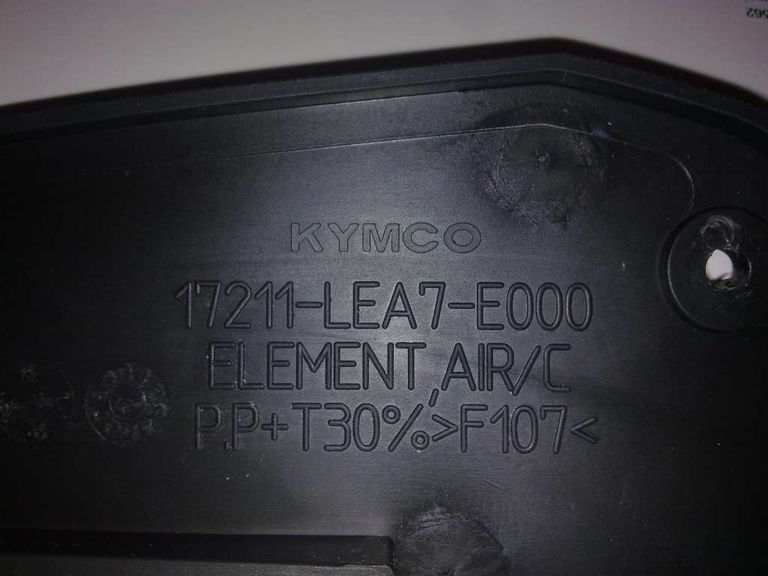 KYMCO
17211-LEA7-E000
ELEMENT,AIR/C
P.P+T30%>F107<